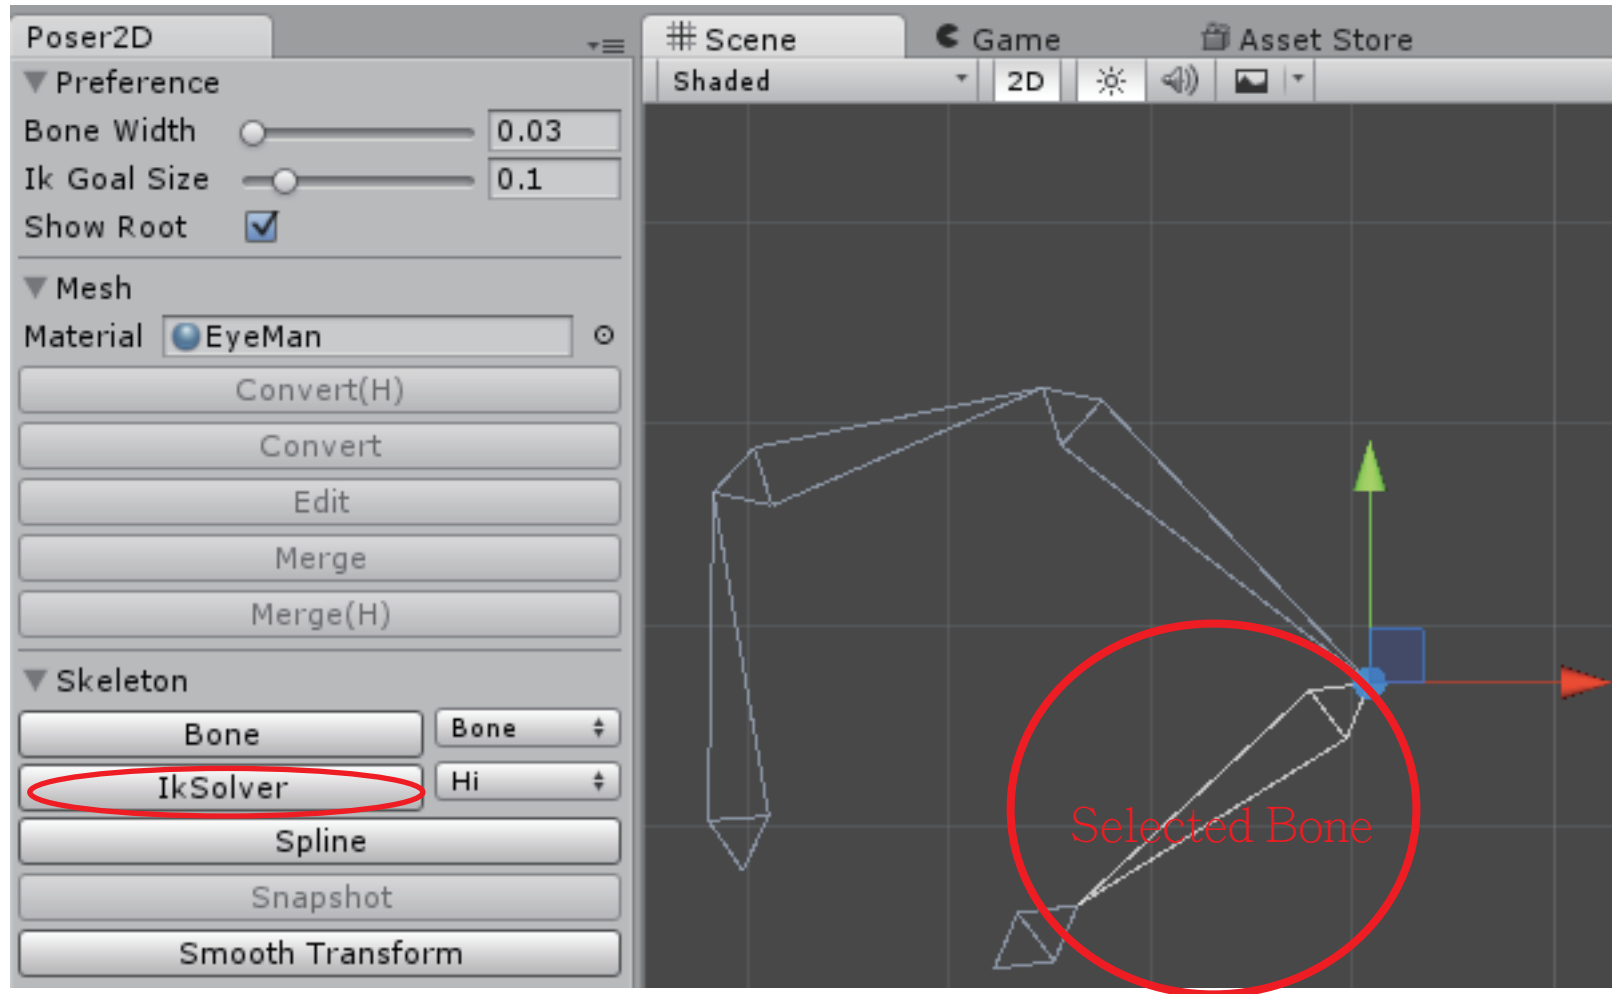 Poser2D
Preference
Bone Width 0.03
Ik Goal Size 0.1
Show Root
Mesh
Material EyeMan
Convert(H)
Convert
Edit
Merge
Merge(H)
Skeleton
Bone Bone
IkSolver Hi
Spline
Snapshot
Smooth Transform
Scene Game Asset Store
Shaded 2D
Selected Bone